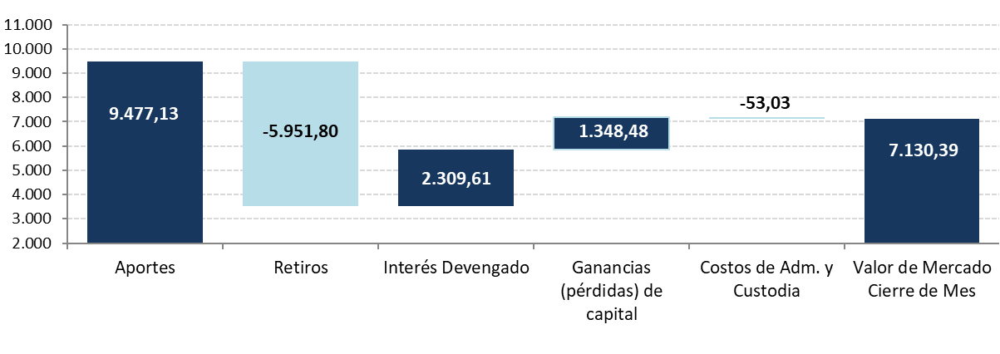 11.000
10.000
9.000
8.000
7.000
6.000
5.000
4.000
3.000
2.000
9.477,13
-5.951,80
2.309,61
1.348,48
-53,03
7.130,39
Aportes
Retiros
Interés Devengado
Ganancias
(pérdidas) de
capital
Costos de Adm. y
Custodia
Valor de Mercado
Cierre de Mes